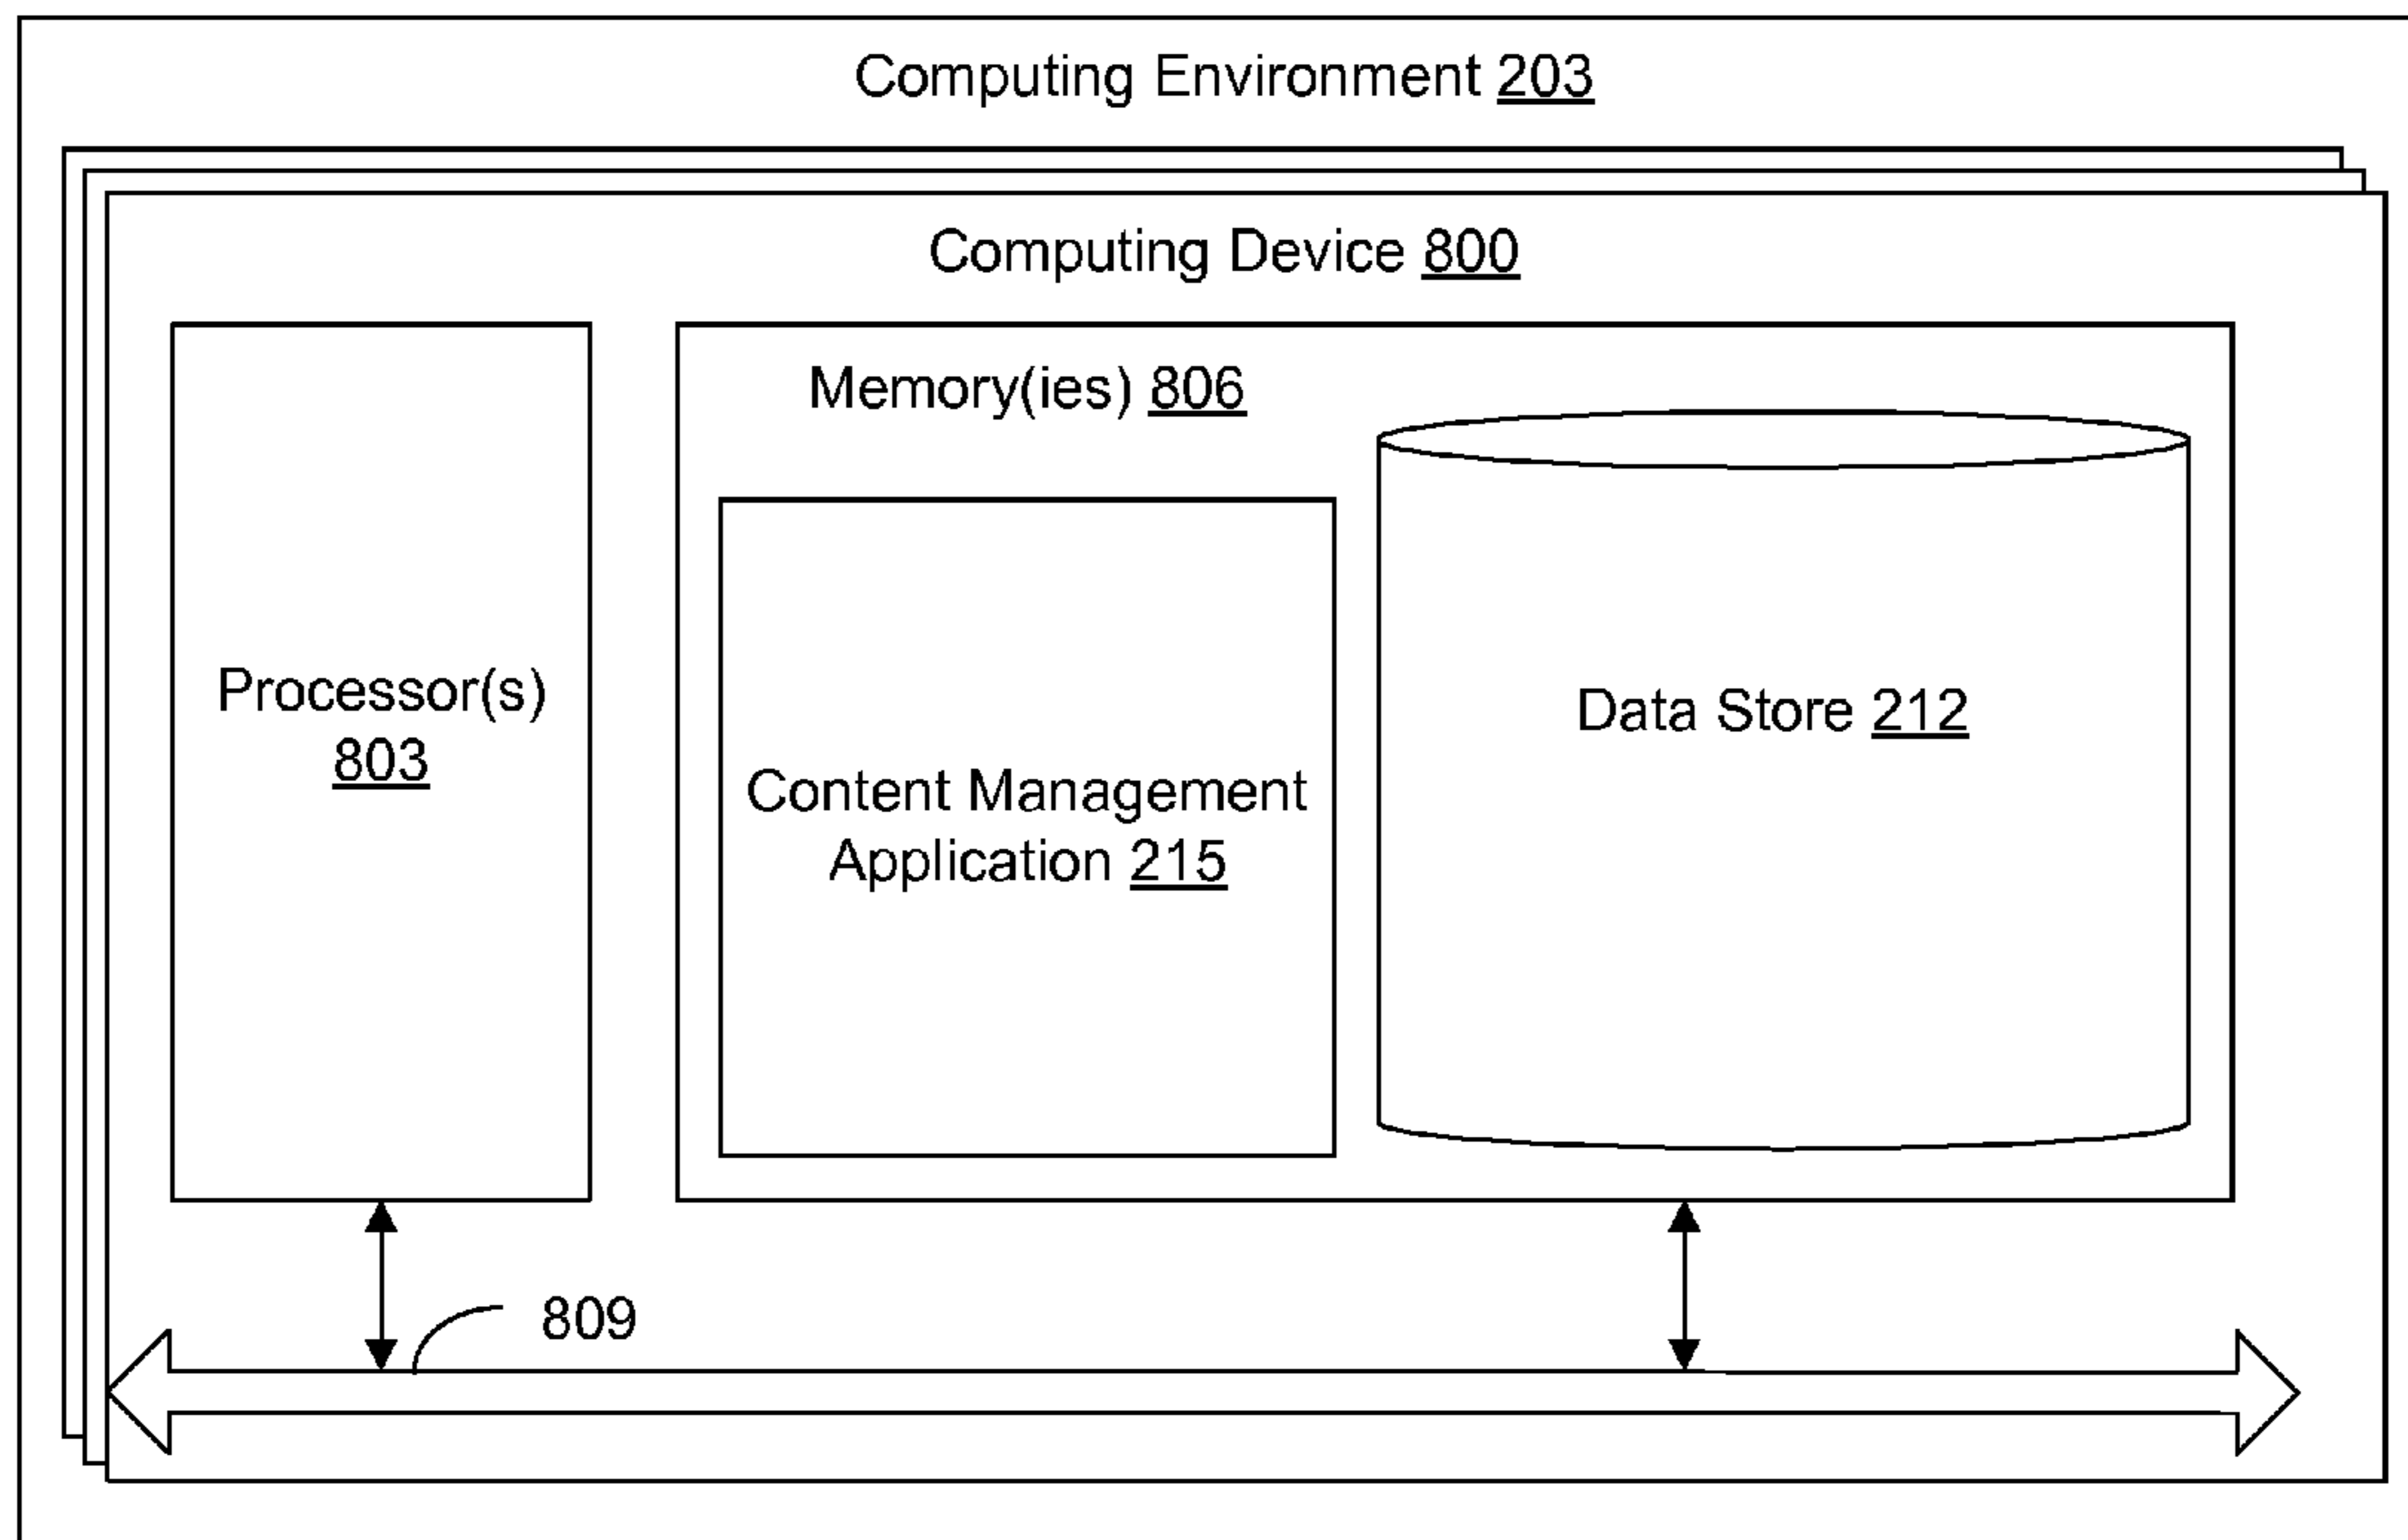 Computing Environment 203
Computing Device 800
Memory(ies) 806
Processor(s)
803
Data Store 212
Content Management
Application 215
809